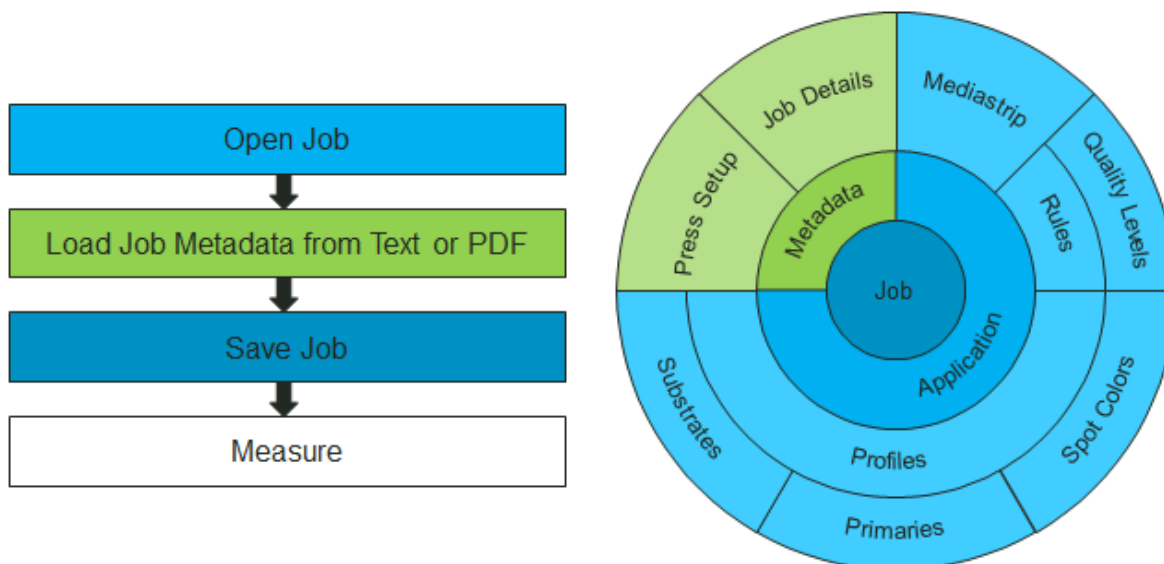 Open Job
Load Job Metadata from Text or PDF
Save Job
Measure
Job Details
Mediastrip
Press Setup
Metadata
Rules
Quality Levels
Job
Application
Substrates
Profiles
Spot Colors
Primaries